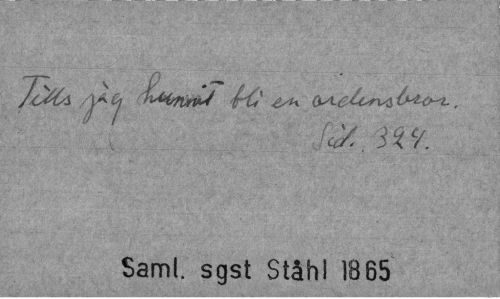 Tills jag hunnit bli en ordensbror.
Sid. 324.
Saml. sgst Ståhl 1865